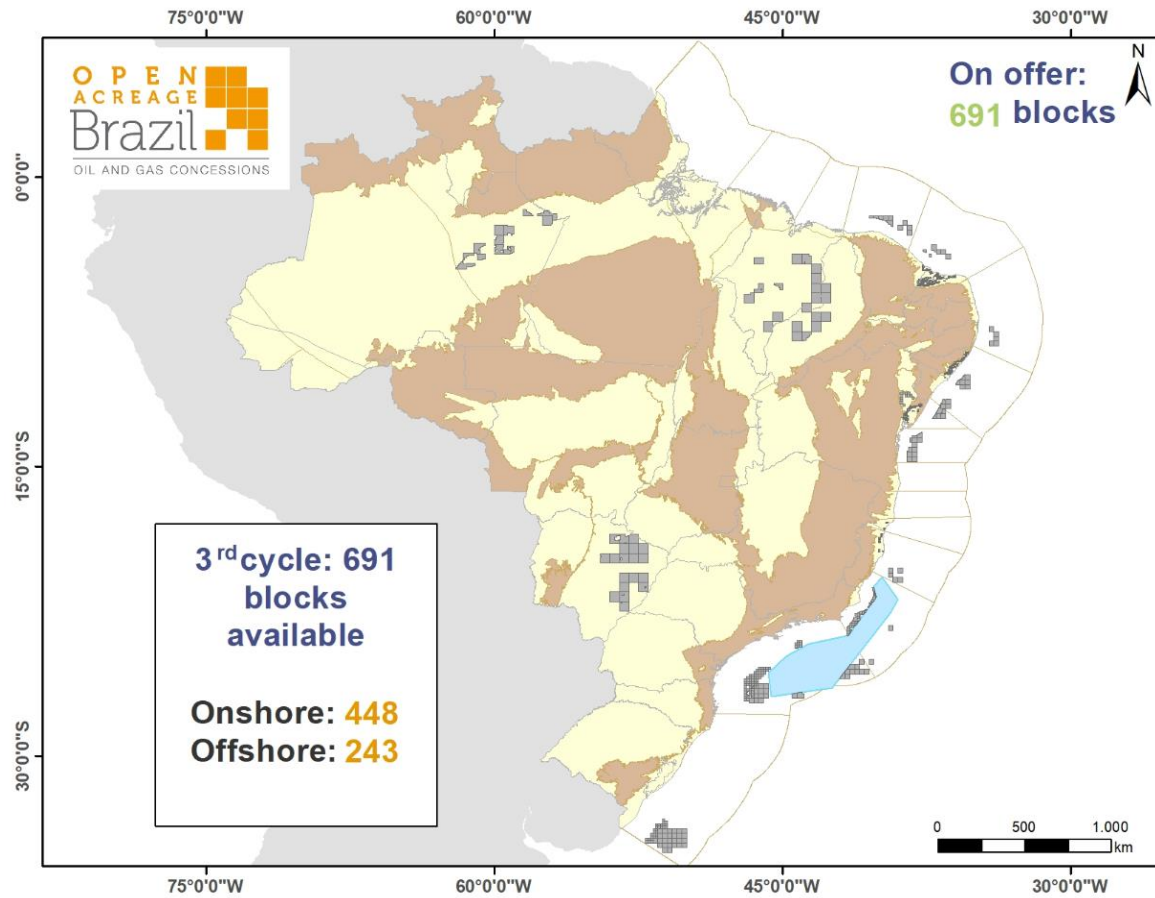 75°0'0"W 60°0'0"W 45°0'0"W 30°0'0"W
OPEN
ACREAGE
Brazil
OIL AND GAS CONCESSIONS
On offer:
691 blocks
N
0°0'0"
15°0'0"S
30°0'0"S
3rd cycle: 691
blocks
available
Onshore: 448
Offshore: 243
0 500 1.000
km
75°0'0"W 60°0'0"W 45°0'0"W 30°0'0"W